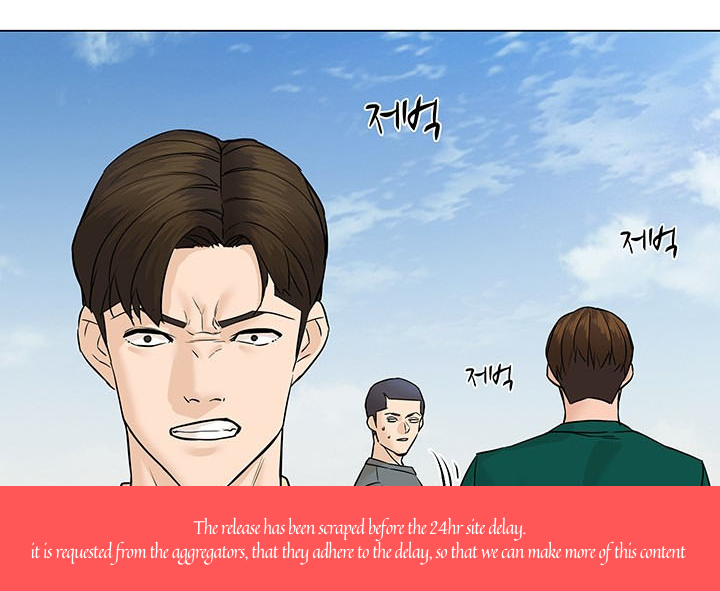 저벅
저벅
저벅
The release has been scraped before the 24hr site delay.
it is requested from the aggregators, that they adhere to the delay, so that we can make more of this content